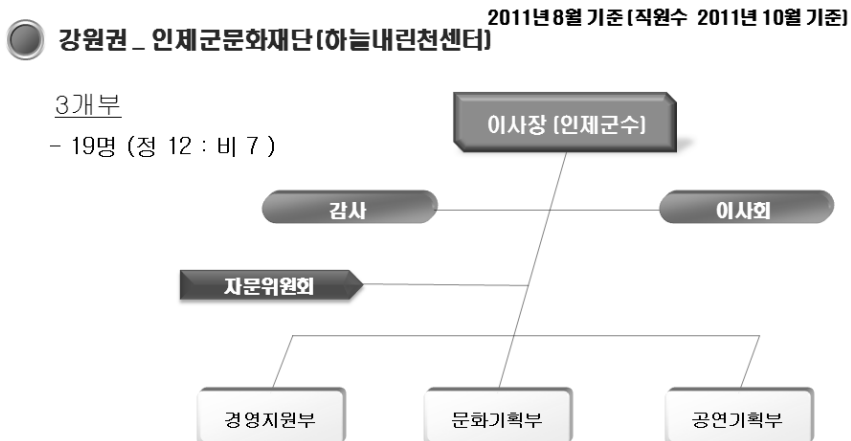 2011년 8월 기준 (직원수 2011년 10월 기준)
강원권 _ 인제군문화재단(하늘내린천센터)
3개부
- 19명 (정 12 : 비 7 )
이사장 (인제군수)
감사
이사회
자문위원회
경영지원부
문화기획부
공연기획부